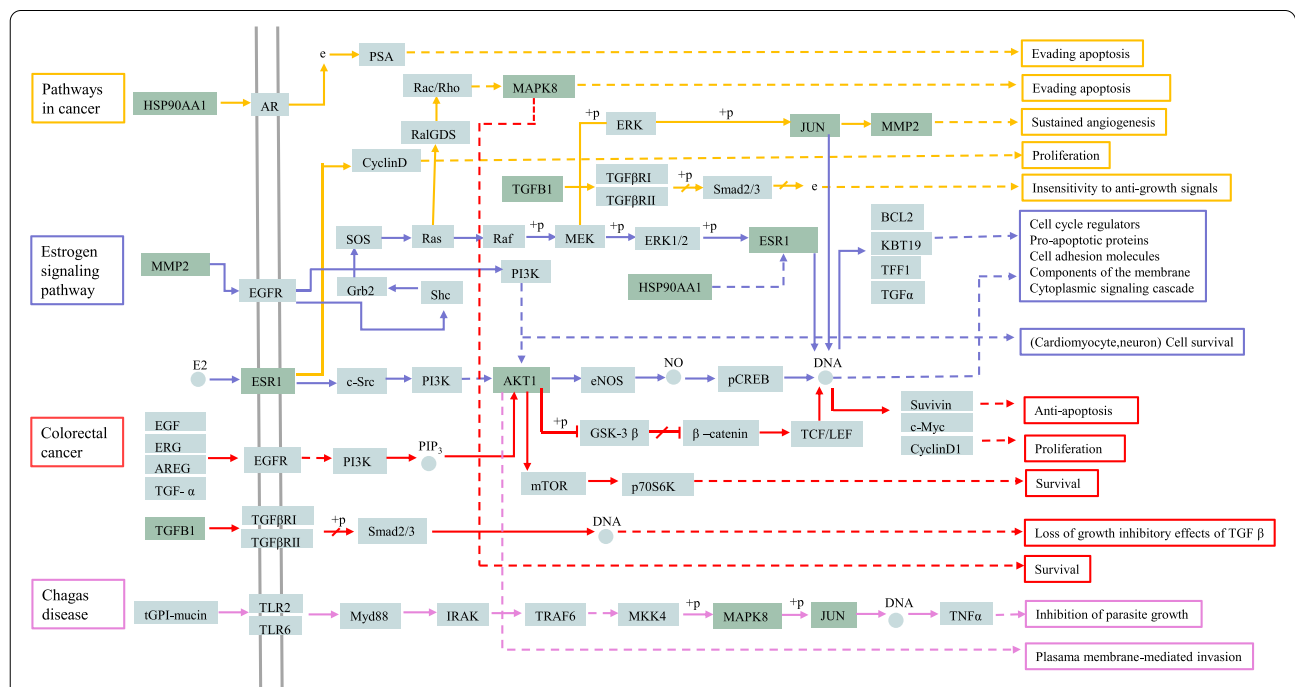 e
PSA
Evading apoptosis
Pathways
in cancer
HSP90AA1
AR
Rac/Rho
MAPK8
Evading apoptosis
+p
ERK
+p
JUN
MMP2
Sustained angiogenesis
RalGDS
CyclinD
Proliferation
TGFB1
TGFβRI
TGFβRII
+p
Smad2/3
e
Insensitivity to anti-growth signals
Estrogen
signaling
pathway
MMP2
EGFR
SOS
Ras
Raf
+p
MEK
+p
ERK1/2
+p
ESR1
BCL2
KBT19
TFF1
TGFα
Cell cycle regulators
Pro-apoptotic proteins
Cell adhesion molecules
Components of the membrane
Cytoplasmic signaling cascade
Grb2
Shc
PI3K
HSP90AA1
(Cardiomyocyte,neuron) Cell survival
E2
ESR1
c-Src
PI3K
AKT1
eNOS
NO
pCREB
DNA
Colorectal
cancer
EGF
ERG
AREG
TGF- α
EGFR
PI3K
PIP3
+p
GSK-3 β
β –catenin
TCF/LEF
Suvivin
c-Myc
CyclinD1
Anti-apoptosis
Proliferation
mTOR
p70S6K
Survival
TGFB1
TGFβRI
TGFβRII
+p
Smad2/3
DNA
Loss of growth inhibitory effects of TGF β
Survival
Chagas
disease
tGPI-mucin
TLR2
TLR6
Myd88
IRAK
TRAF6
MKK4
+p
MAPK8
+p
JUN
DNA
TNFα
Inhibition of parasite growth
Plasama membrane-mediated invasion